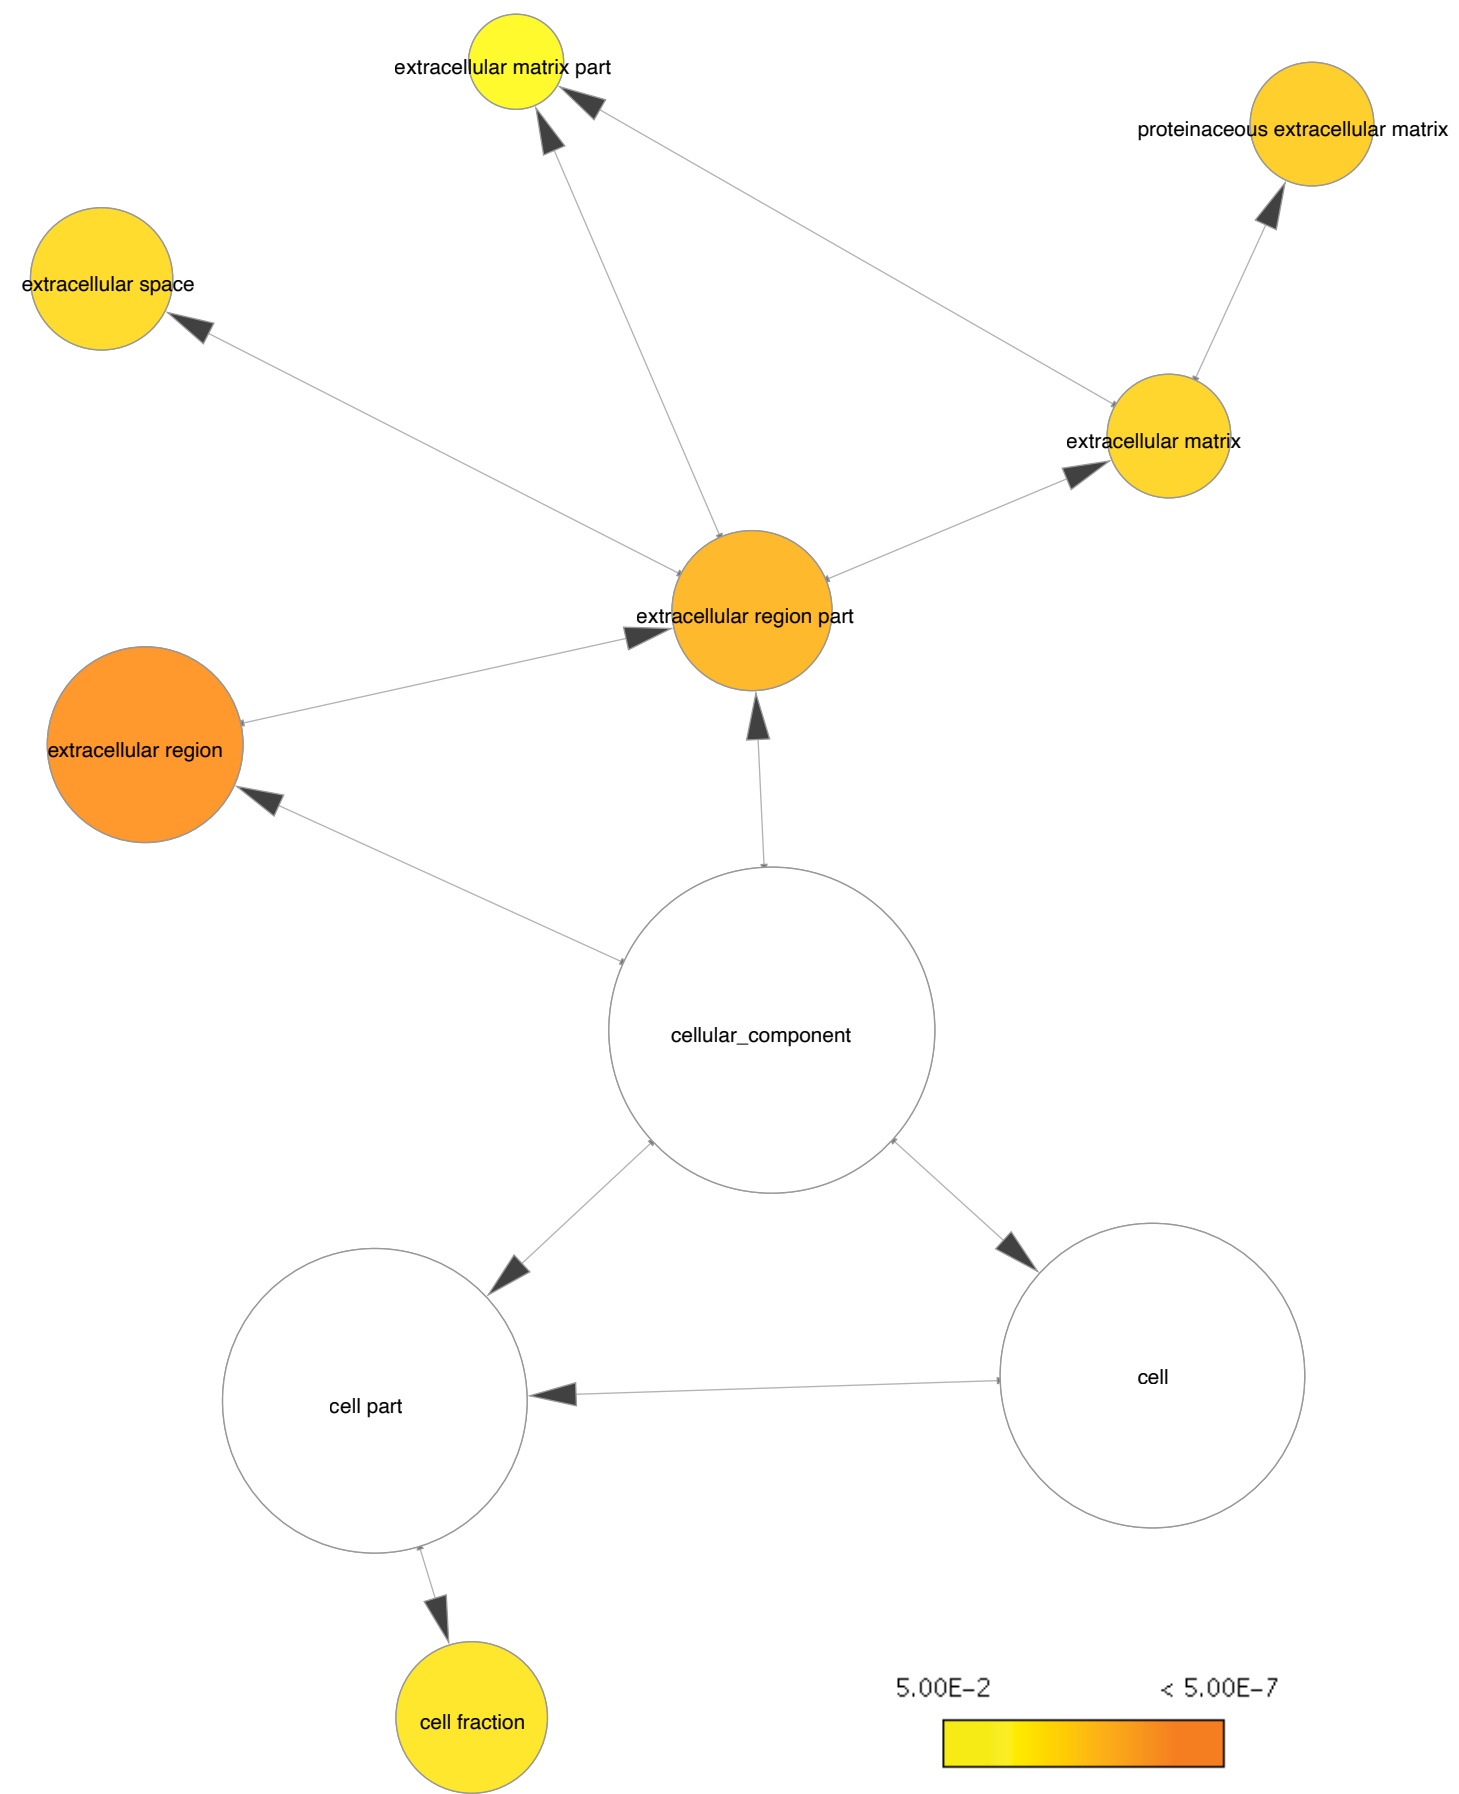 extracellular matrix part
proteinaceous extracellular matrix
extracellular space
extracellular matrix
extracellular region part
extracellular region
cellular_component
cell
cell part
5.00E-2
< 5.00E-7
cell fraction